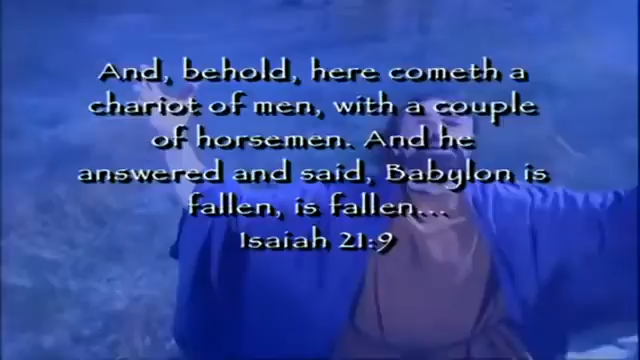 And, behold, here cometh a
chariot of men, with a couple
of horsemen. And he
answered and said, Babylon is
fallen, is fallen...
Isaiah 21:9